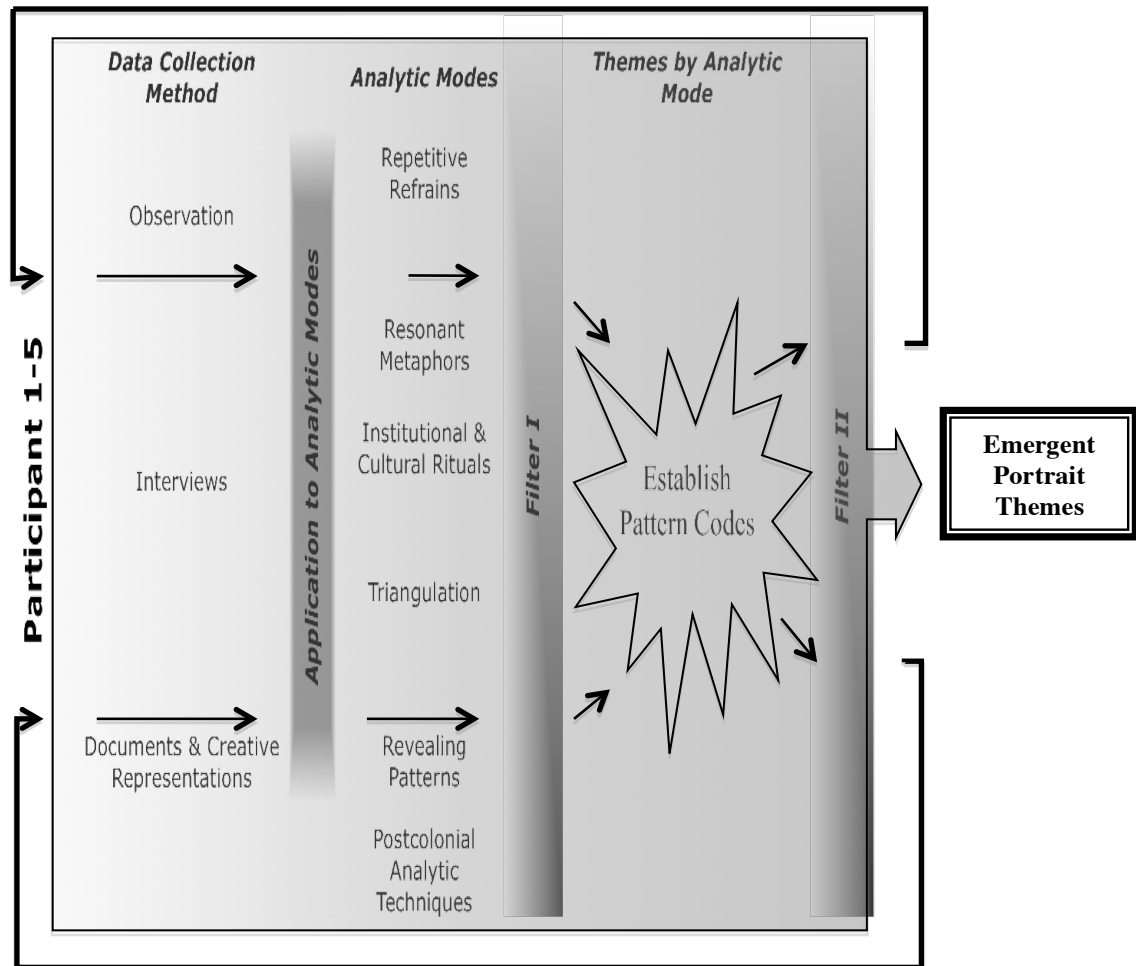 Data Collection
Method
Analytic Modes
Themes by Analytic
Mode
Participant 1-5
Observation
Interviews
Documents & Creative
Representations
Application to Analytic Modes
Repetitive
Refrains
Resonant
Metaphors
Institutional &
Cultural Rituals
Triangulation
Revealing
Patterns
Postcolonial
Analytic
Techniques
Filter I
Establish
Pattern Codes
Filter II
Emergent
Portrait
Themes